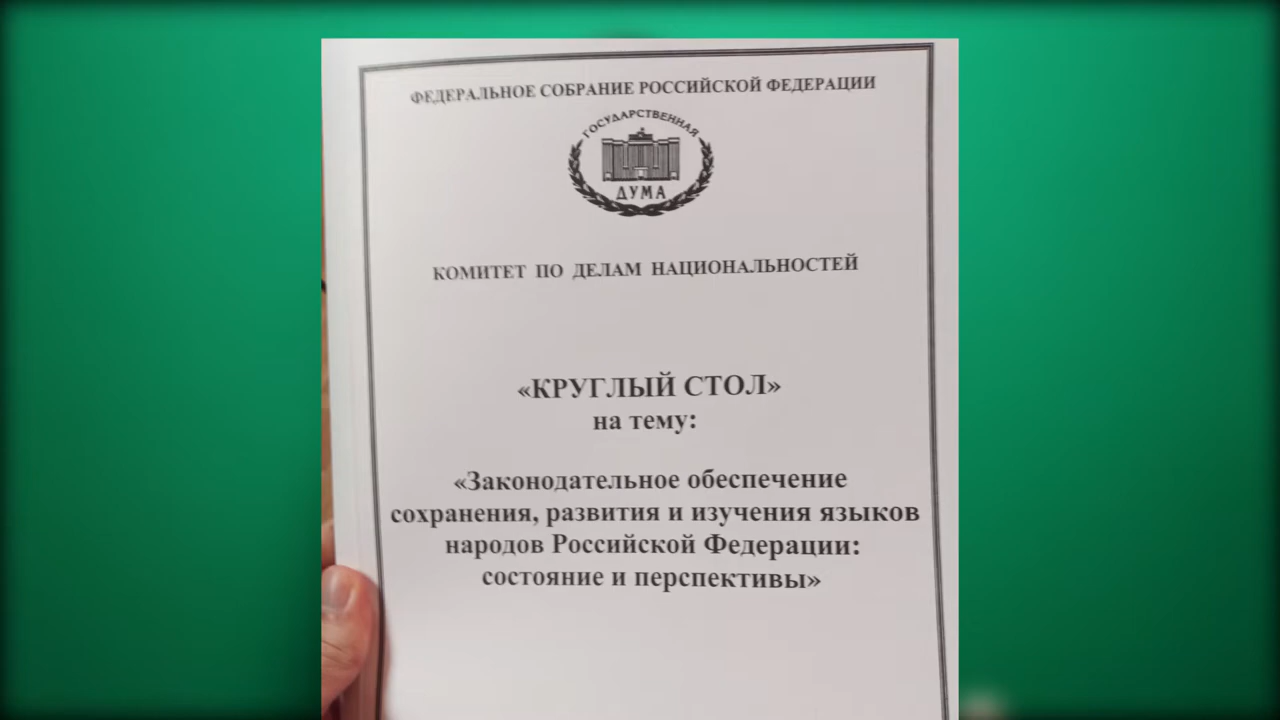 ФЕДЕРАЛЬНОЕ СОБРАНИЕ РОССИЙСКОЙ ФЕДЕРАЦИИ
ГОСУДАРСТВЕННАЯ
ДУМА
КОМИТЕТ ПО ДЕЛАМ НАЦИОНАЛЬНОСТЕЙ
«КРУГЛЫЙ СТОЛ»
на тему:
«Законодательное обеспечение
сохранения, развития и изучения языков
народов Российской Федерации:
состояние и перспективы»